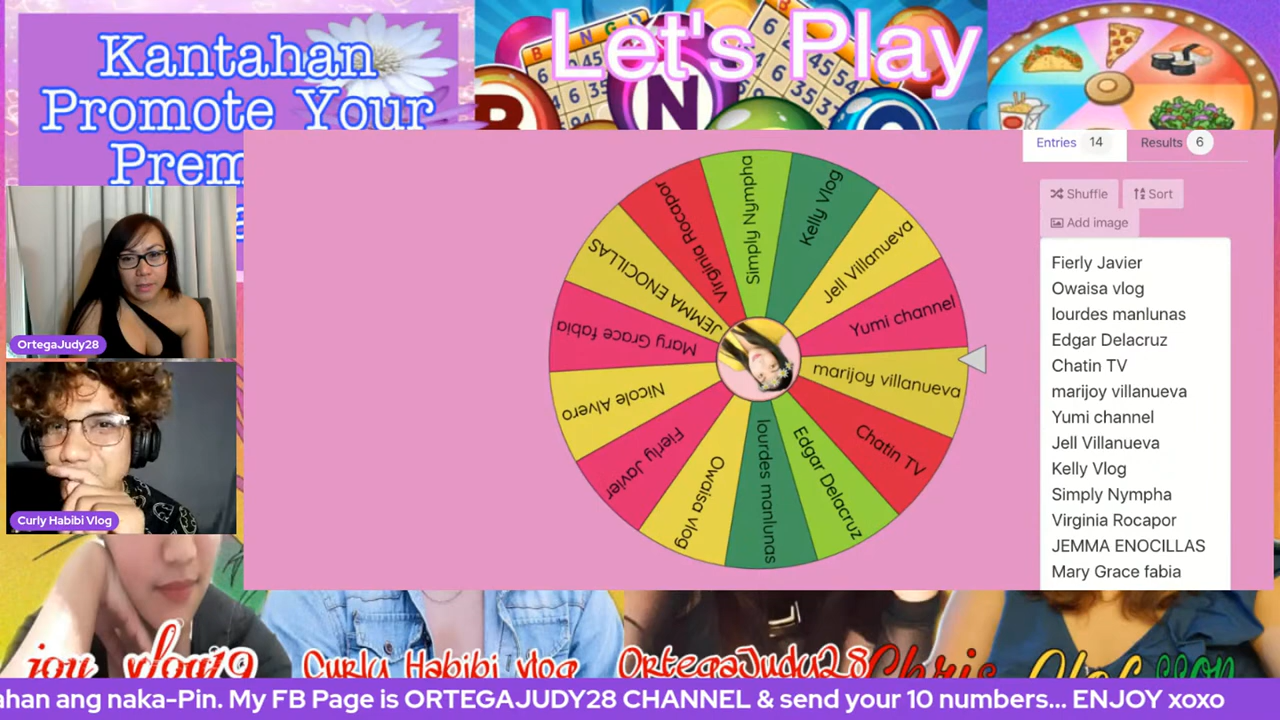 Kantahan
Promote Your
Prem
Let's Play
B N G
N
Entries 14
Results 6
Shuffle
Sort
Add image
Fierly Javier
Owaisa vlog
lourdes manlunas
Edgar Delacruz
Chatin TV
marijoy villanueva
Yumi channel
Jell Villanueva
Kelly Vlog
Simply Nympha
Virginia Rocapor
JEMMA ENOCILLAS
Mary Grace fabia
Simply Nympha
Kelly Vlog
Jell Villanueva
Yumi channel
marijoy villanueva
Chatin TV
Edgar Delacruz
lourdes manlunas
Owaisa vlog
Fierly Javier
Nicole Alvero
Mary Grace fabia
JEMMA ENOCILLAS
Virginia Rocapor
OrtegaJudy28
Curly Habibi Vlog
Curly Habibi vlog
OrtegaJudy28
Chris
ahan ang naka-Pin. My FB Page is ORTEGAJUDY28 CHANNEL & send your 10 numbers... ENJOY xoxo